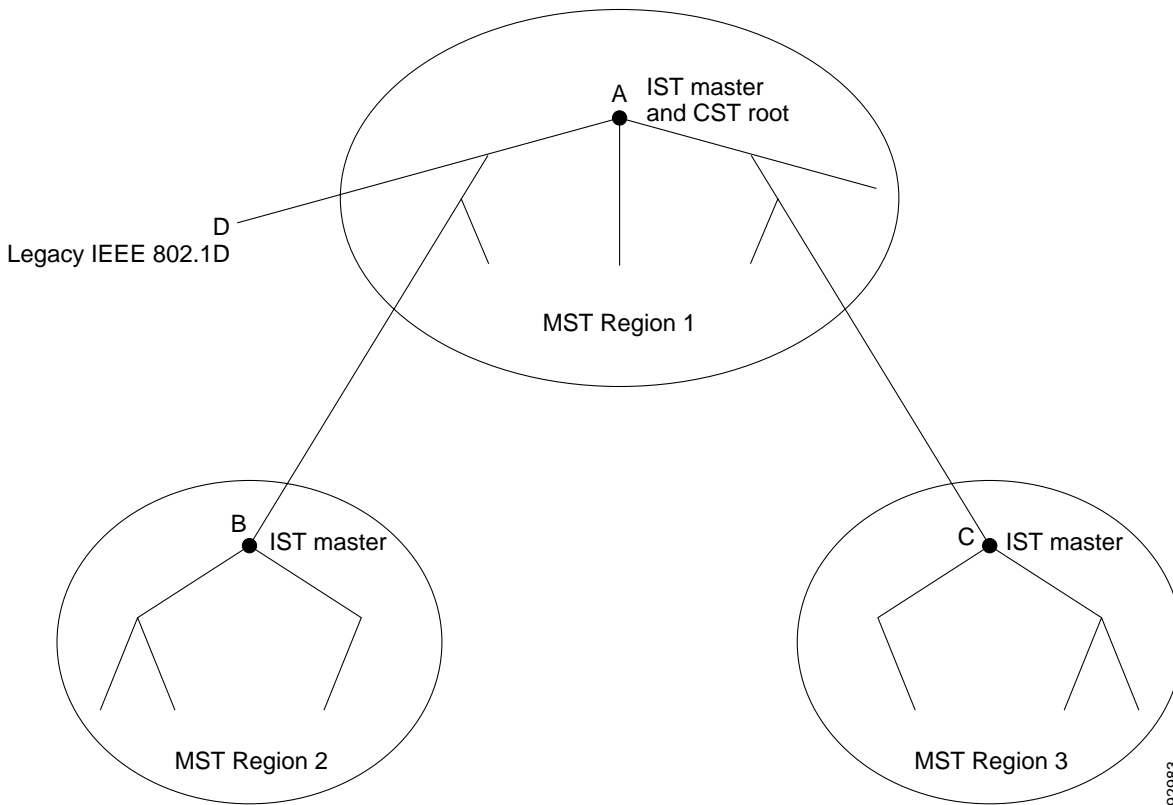 A
IST master
and CST root
D
Legacy IEEE 802.1D
MST Region 1
B
IST master
C
IST master
MST Region 2
MST Region 3
92983